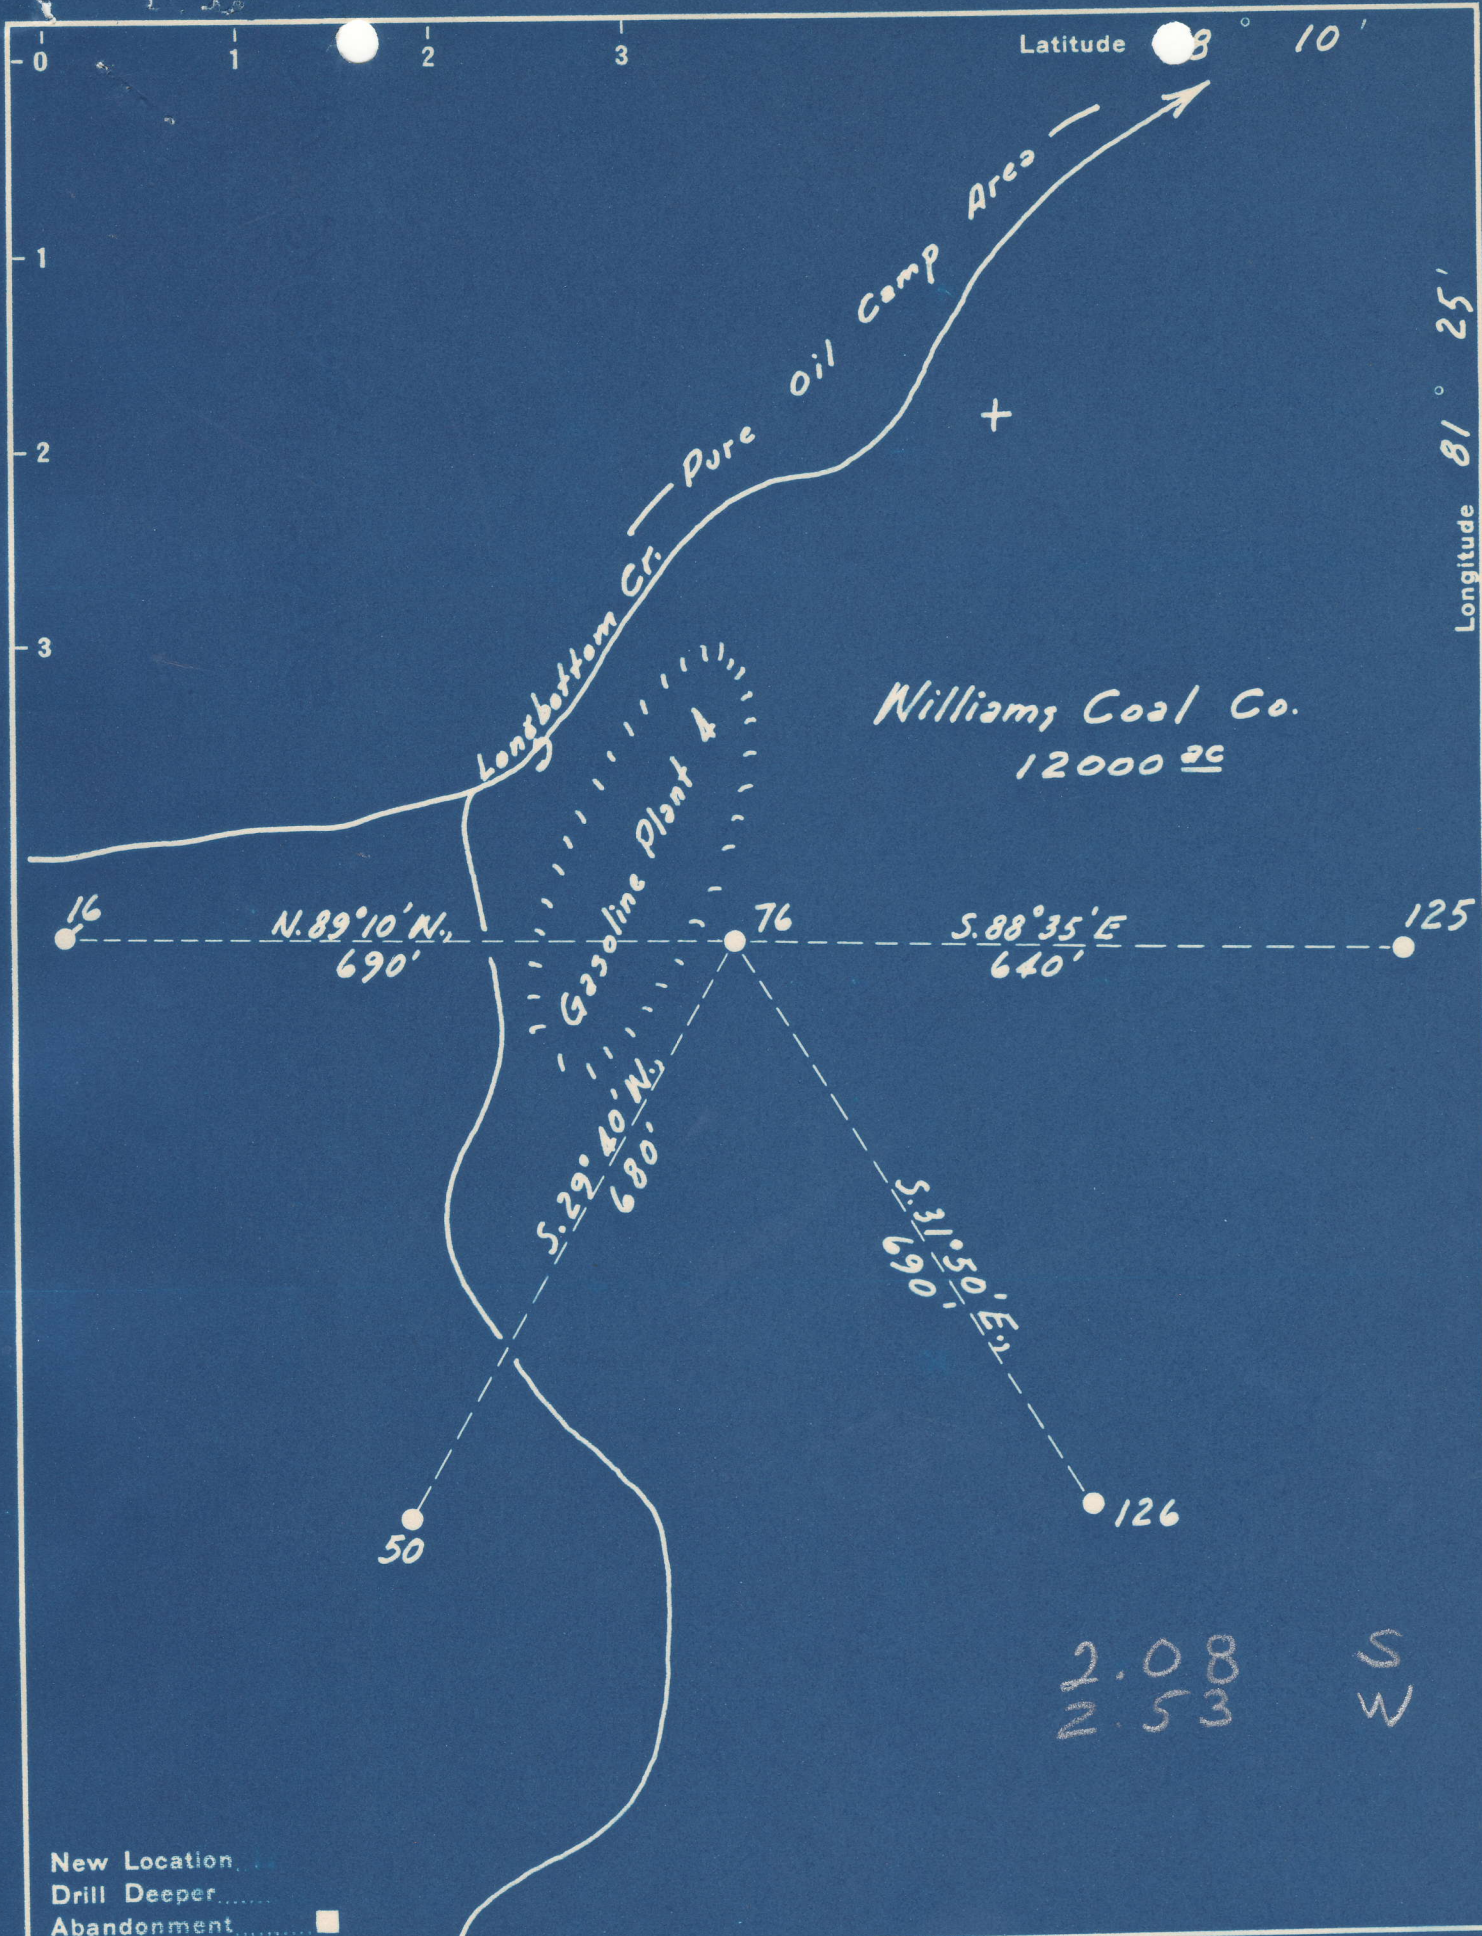 0 1 2 3 Latitude 8° 10'
1
2
3
Longitude 81° 25'
Pure Oil Camp Area
Longbottom Cr.
Williams Coal Co.
12000 ac
Gasoline Plant 4
16
N. 89° 10' W.,
690'
76
S. 88° 35' E
640'
125
S. 29° 40' W.,
680'
S. 31° 50' E.,
690'
50
126
2.08 S
2.53 W
New Location
Drill Deeper
Abandonment